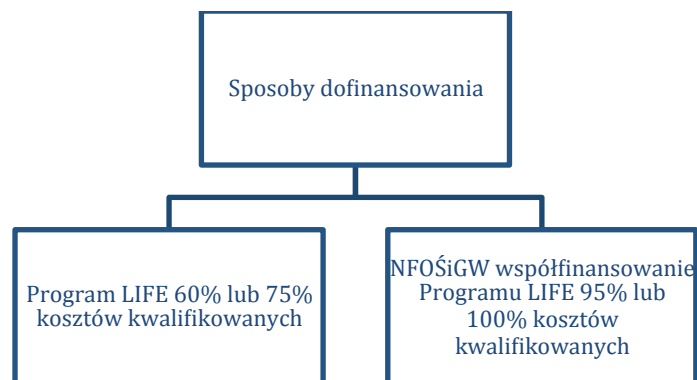 Sposoby dofinansowania
Program LIFE 60% lub 75%
kosztów kwalifikowanych
NFOŚiGW współfinansowanie
Programu LIFE 95% lub
100% kosztów
kwalifikowanych